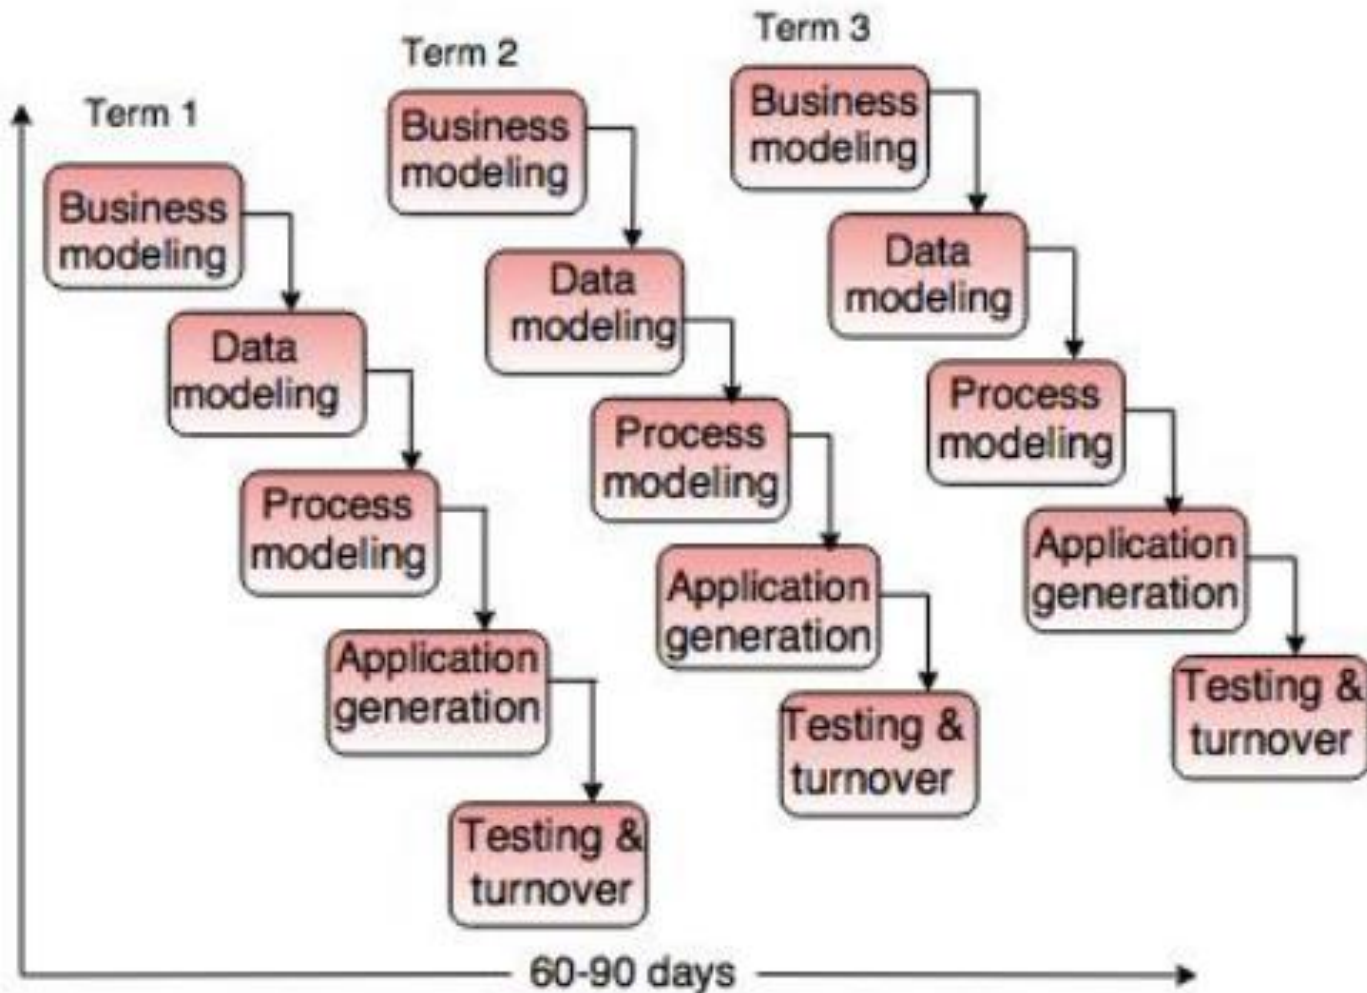 Term 1
Business
modeling
Data
modeling
Process
modeling
Application
generation
Testing &
turnover
Term 2
Business
modeling
Data
modeling
Process
modeling
Application
generation
Testing &
turnover
Term 3
Business
modeling
Data
modeling
Process
modeling
Application
generation
Testing &
turnover
60-90 days